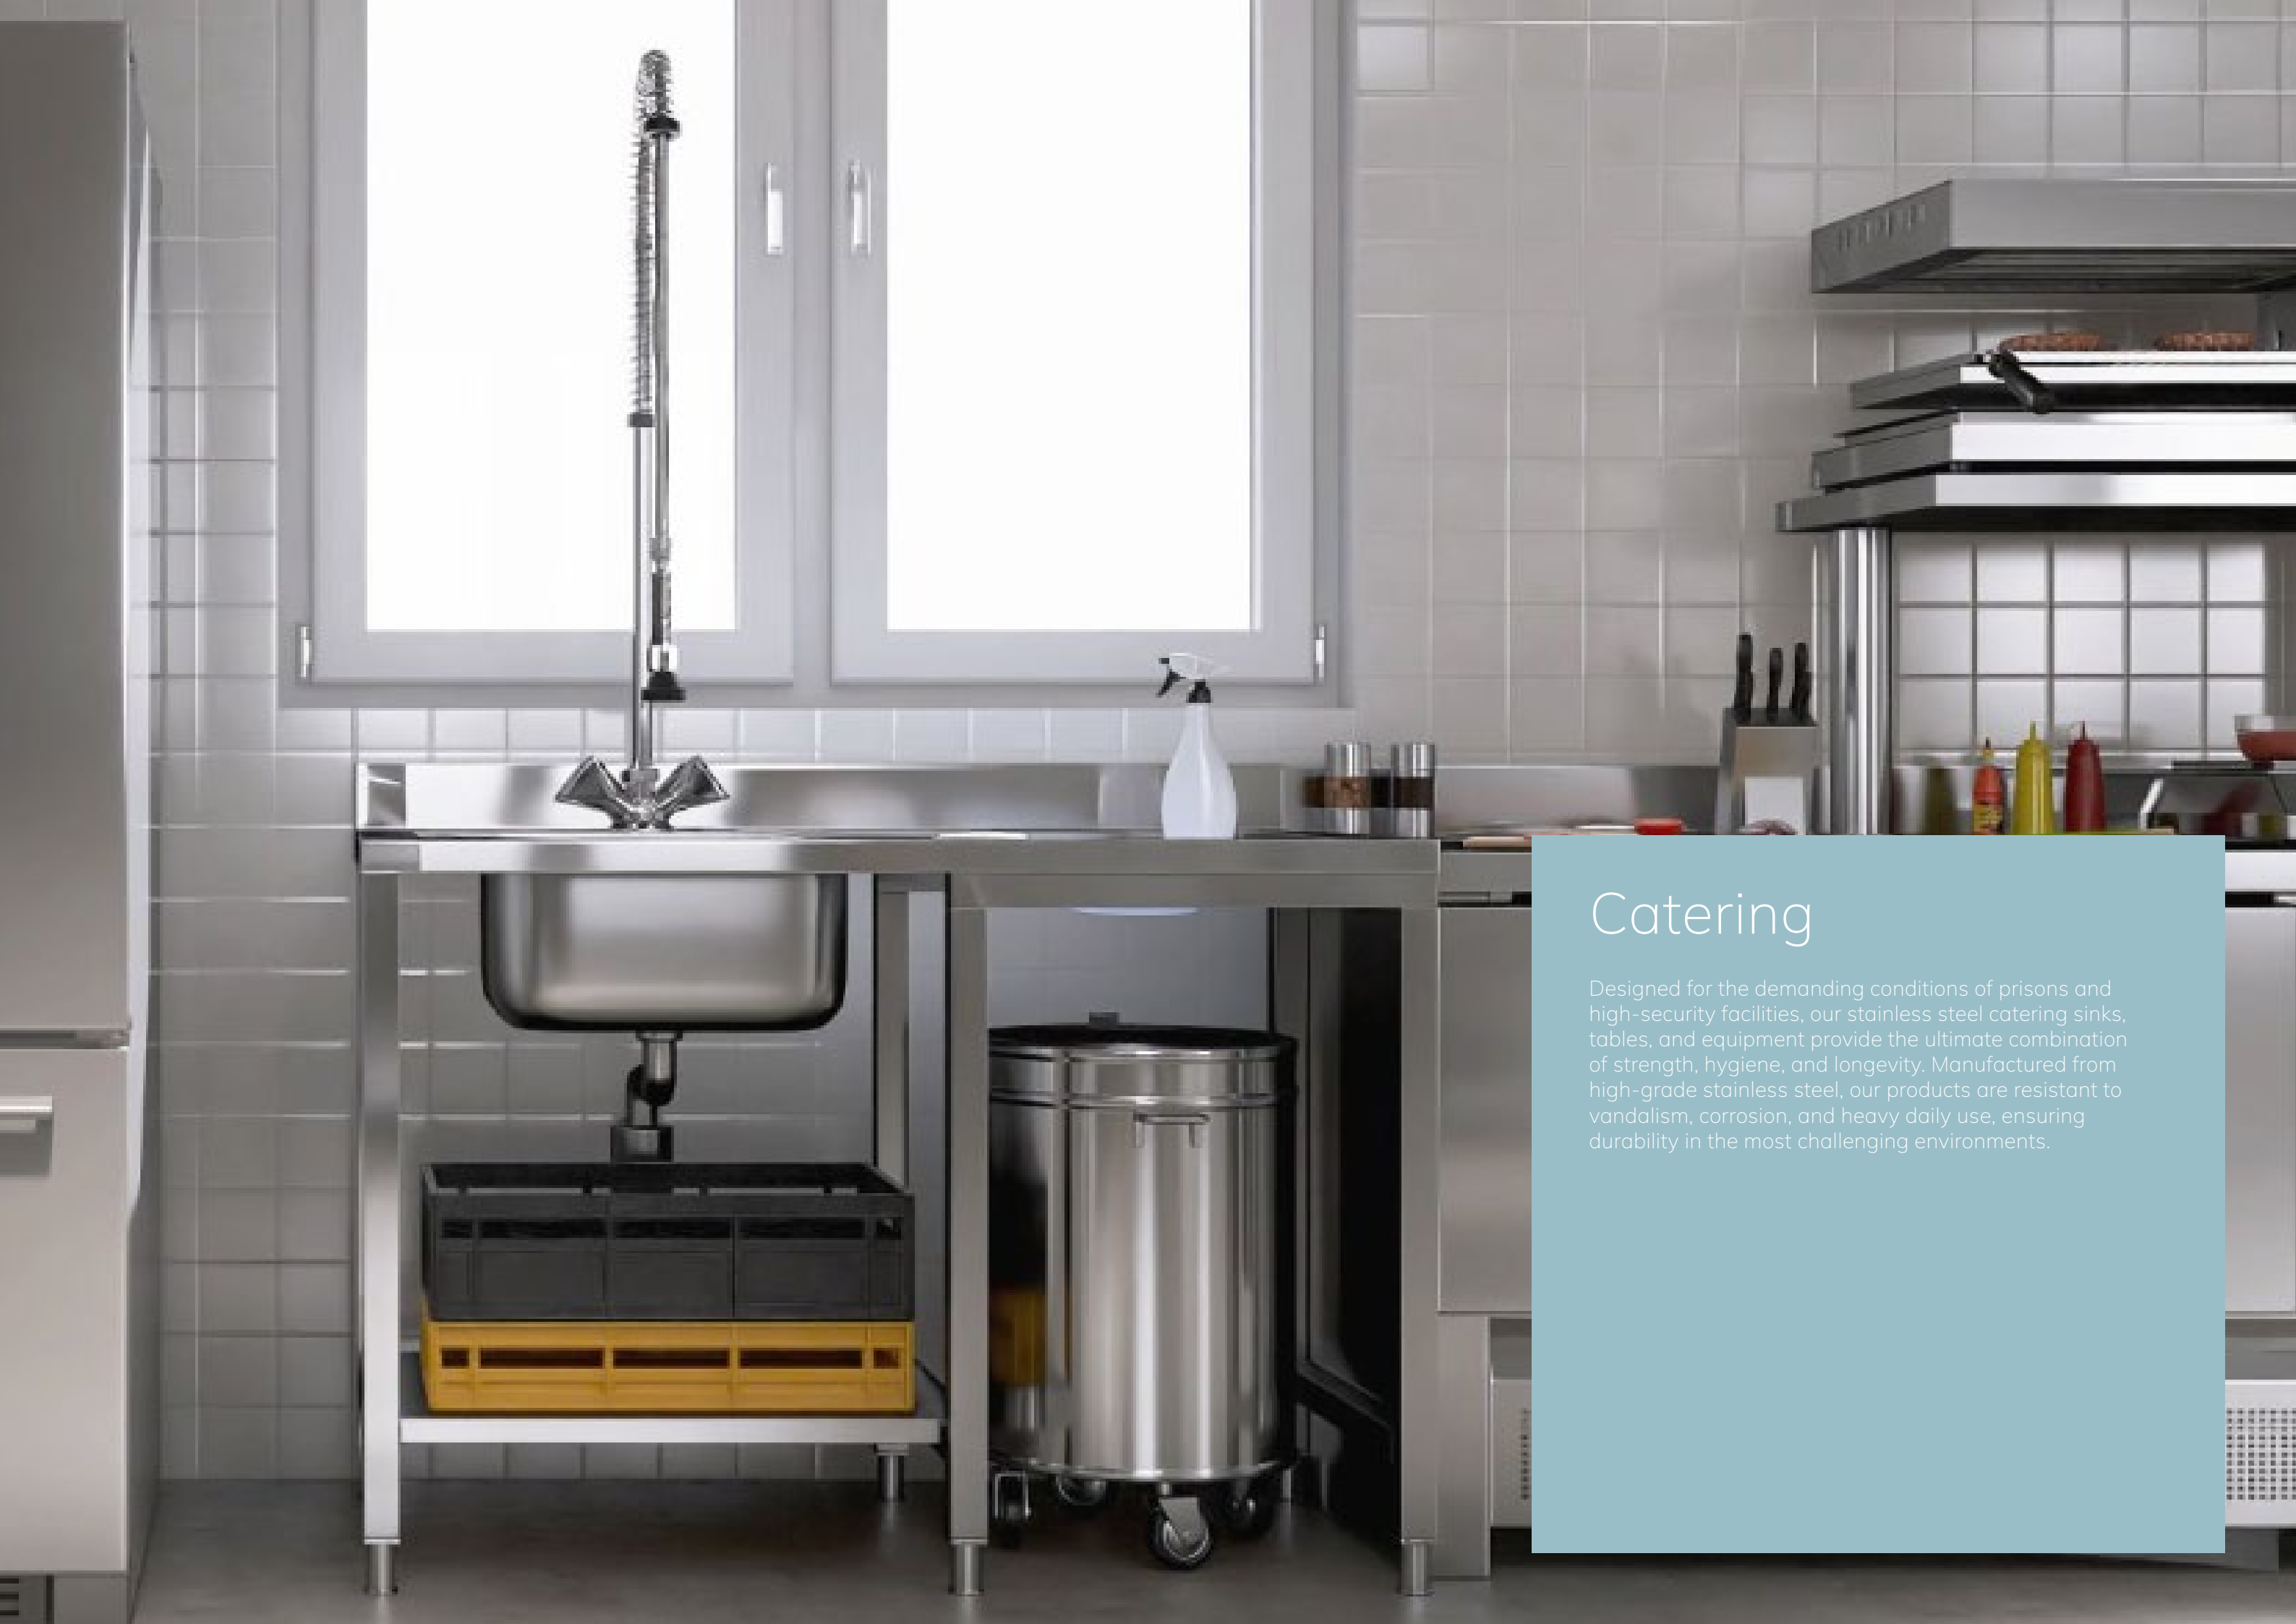 Catering
Designed for the demanding conditions of prisons and
high-security facilities, our stainless steel catering sinks,
tables, and equipment provide the ultimate combination
of strength, hygiene, and longevity. Manufactured from
high-grade stainless steel, our products are resistant to
vandalism, corrosion, and heavy daily use, ensuring
durability in the most challenging environments.